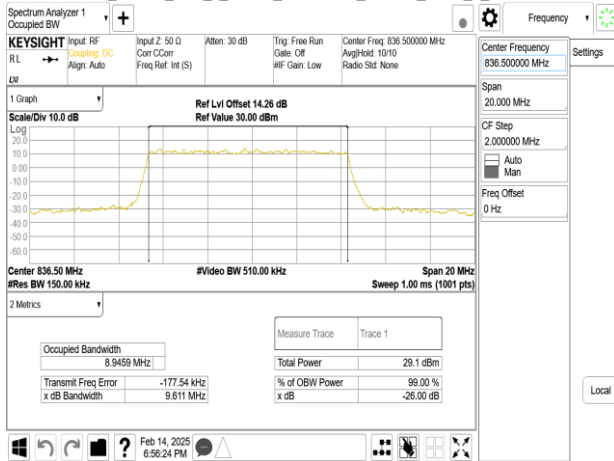 Spectrum Analyzer 1
Occupied BW
+
Frequency
KEYSIGHT
RL
LXI
Input: RF
Coupling: DC
Align: Auto
Input Z: 50 Ω
Corr CCorr
Freq Ref: Int (S)
Atten: 30 dB
Trig: Free Run
Gate: Off
#IF Gain: Low
Center Freq: 836.500000 MHz
Avg|Hold: 10/10
Radio Std: None
Center Frequency
836.500000 MHz
Settings
Span
20.000 MHz
CF Step
2.000000 MHz
Auto
Man
Freq Offset
0 Hz
Local
1 Graph
Scale/Div 10.0 dB
Ref Lvl Offset 14.26 dB
Ref Value 30.00 dBm
Log
20.0
10.0
0.00
-10.0
-20.0
-30.0
-40.0
-50.0
-60.0
Center 836.50 MHz
#Video BW 510.00 kHz
Span 20 MHz
#Res BW 150.00 kHz
Sweep 1.00 ms (1001 pts)
2 Metrics
Measure Trace Trace 1
Occupied Bandwidth
8.9459 MHz
Total Power 29.1 dBm
Transmit Freq Error -177.54 kHz
% of OBW Power 99.00 %
x dB Bandwidth 9.611 MHz
x dB -26.00 dB
?
Feb 14, 2025
6:56:24 PM